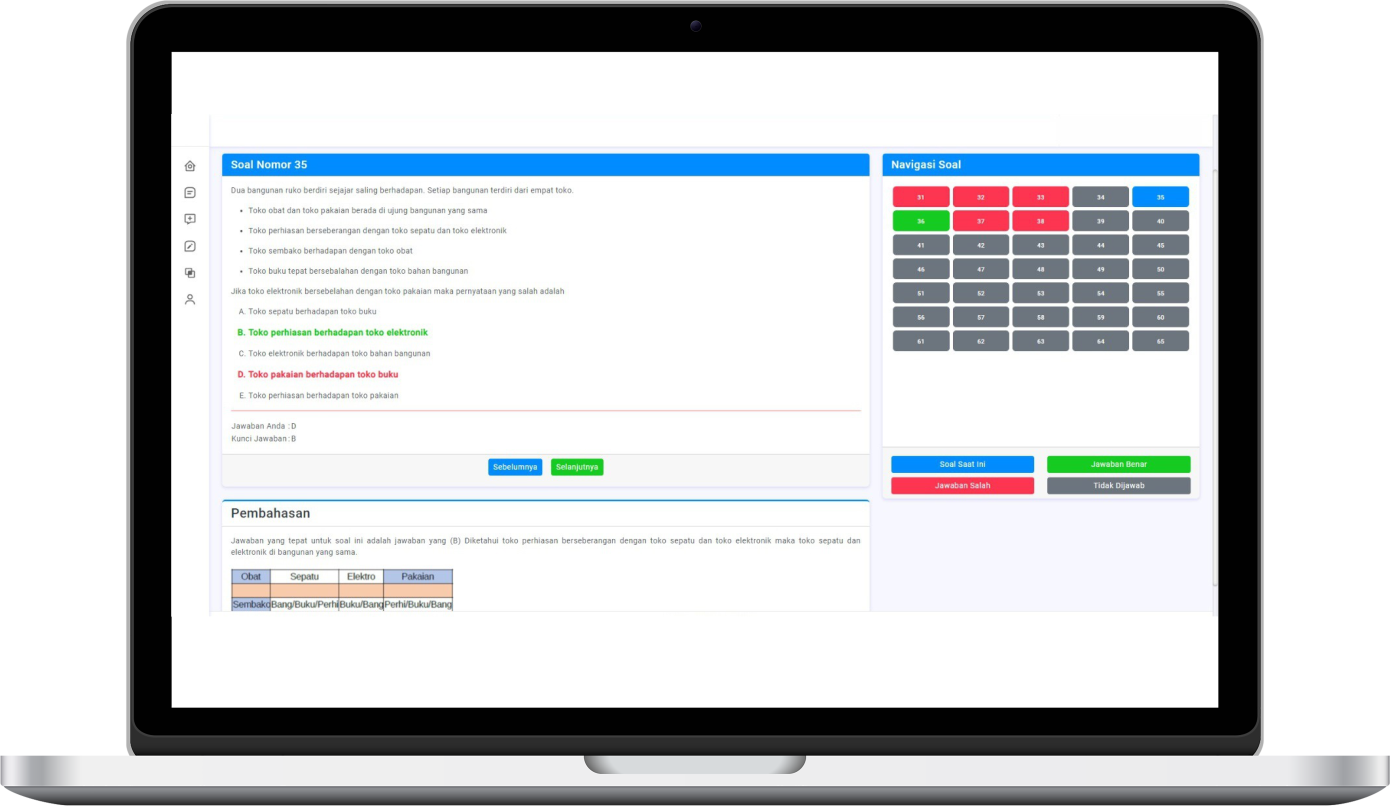 Soal Nomor 35
Dua bangunan ruko berdiri sejajar saling berhadapan. Setiap bangunan terdiri dari empat toko.
• Toko obat dan toko pakaian berada di ujung bangunan yang sama
• Toko perhiasan berseberangan dengan toko sepatu dan toko elektronik
• Toko sembako berhadapan dengan toko obat
• Toko buku tepat bersebalahan dengan toko bahan bangunan
Jika toko elektronik bersebelahan dengan toko pakaian maka pernyataan yang salah adalah
A. Toko sepatu berhadapan toko buku
B. Toko perhiasan berhadapan toko elektronik
C. Toko elektronik berhadapan toko bahan bangunan
D. Toko pakaian berhadapan toko buku
E. Toko perhiasan berhadapan toko pakaian
Jawaban Anda : D
Kunci Jawaban : B
Sebelumnya Selanjutnya
Pembahasan
Jawaban yang tepat untuk soal ini adalah jawaban yang (B) Diketahui toko perhiasan berseberangan dengan toko sepatu dan toko elektronik maka toko sepatu dan
elektronik di bangunan yang sama.
Obat Sepatu Elektro Pakaian
Sembako Bang/Buku/Perhi Buku/Bang Perhi/Buku/Bang
Navigasi Soal
31 32 33 34 35
36 37 38 39 40
41 42 43 44 45
46 47 48 49 50
51 52 53 54 55
56 57 58 59 60
61 62 63 64 65
Soal Saat Ini Jawaban Benar
Jawaban Salah Tidak Dijawab